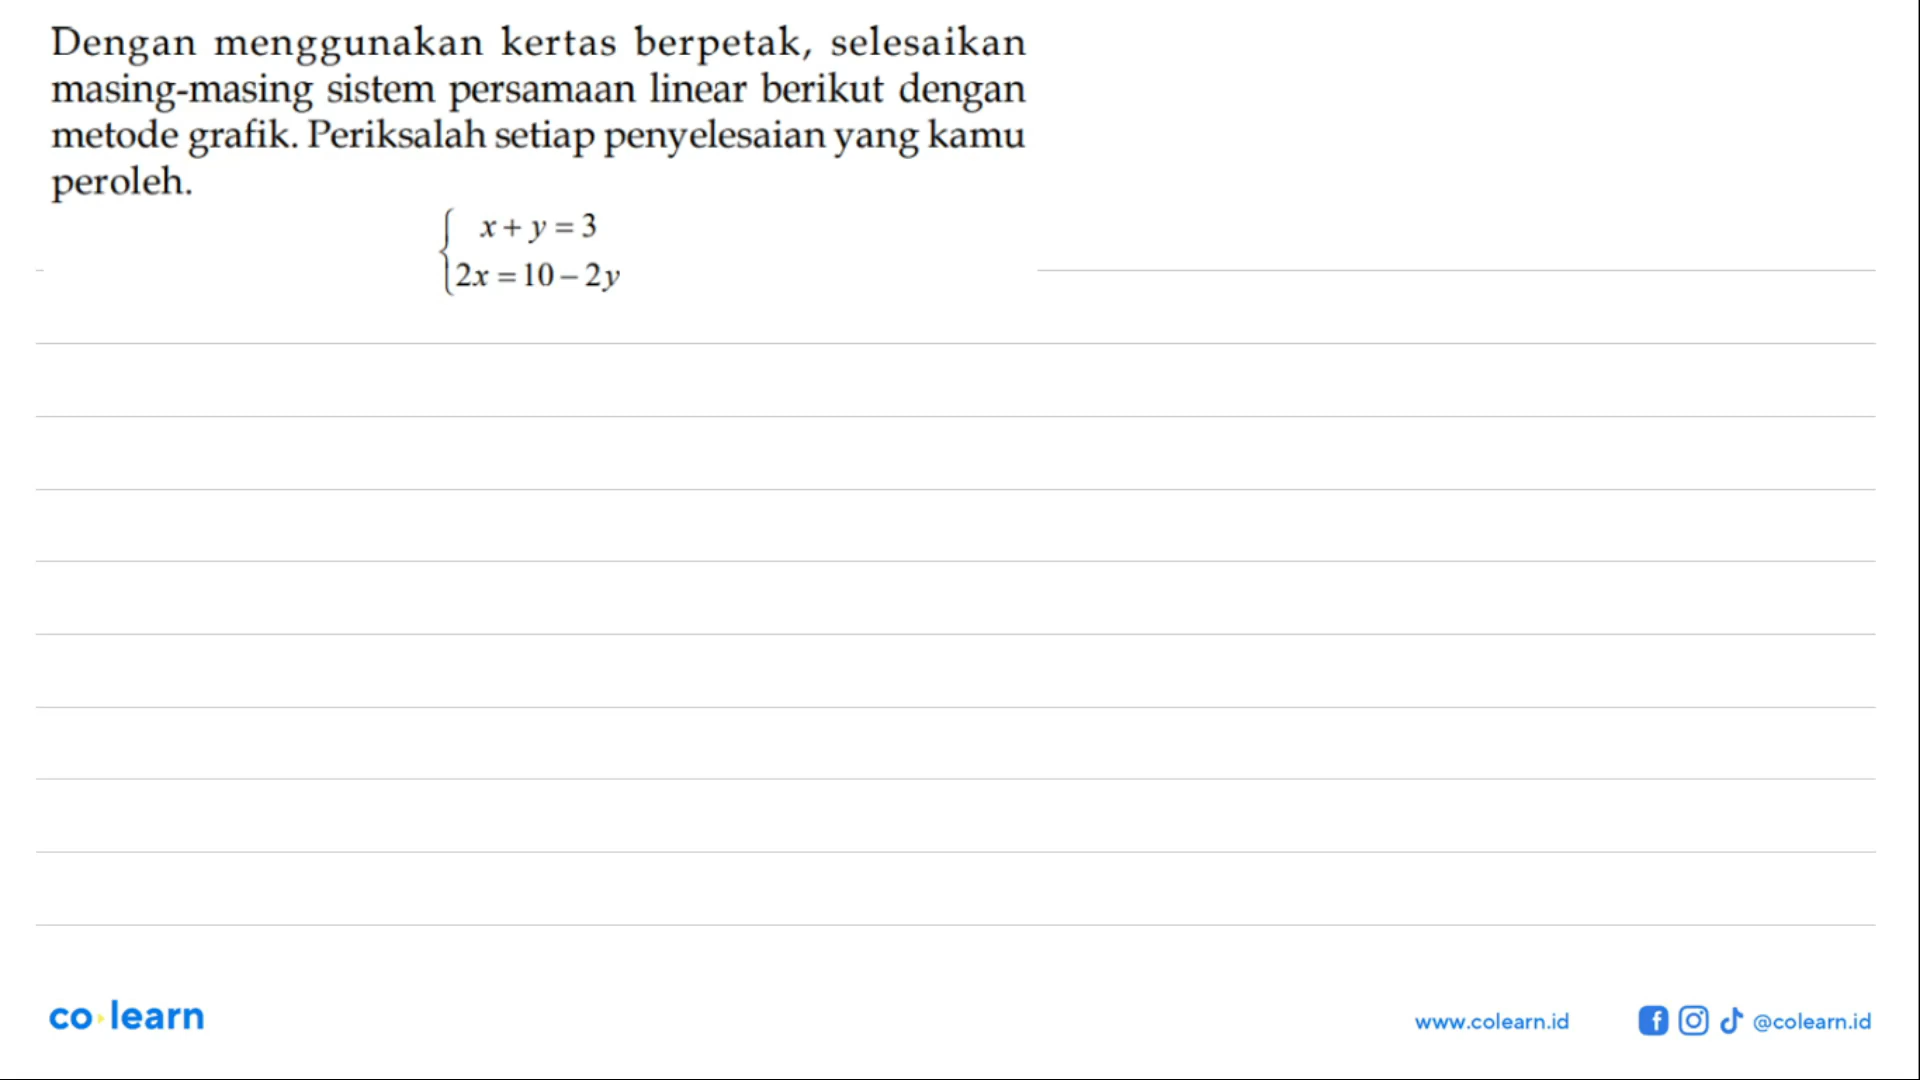 Dengan menggunakan kertas berpetak, selesaikan
masing-masing sistem persamaan linear berikut dengan
metode grafik. Periksalah setiap penyelesaian yang kamu
peroleh.
x + y = 3
2x = 10 – 2y
co learn
www.colearn.id
@colearn.id